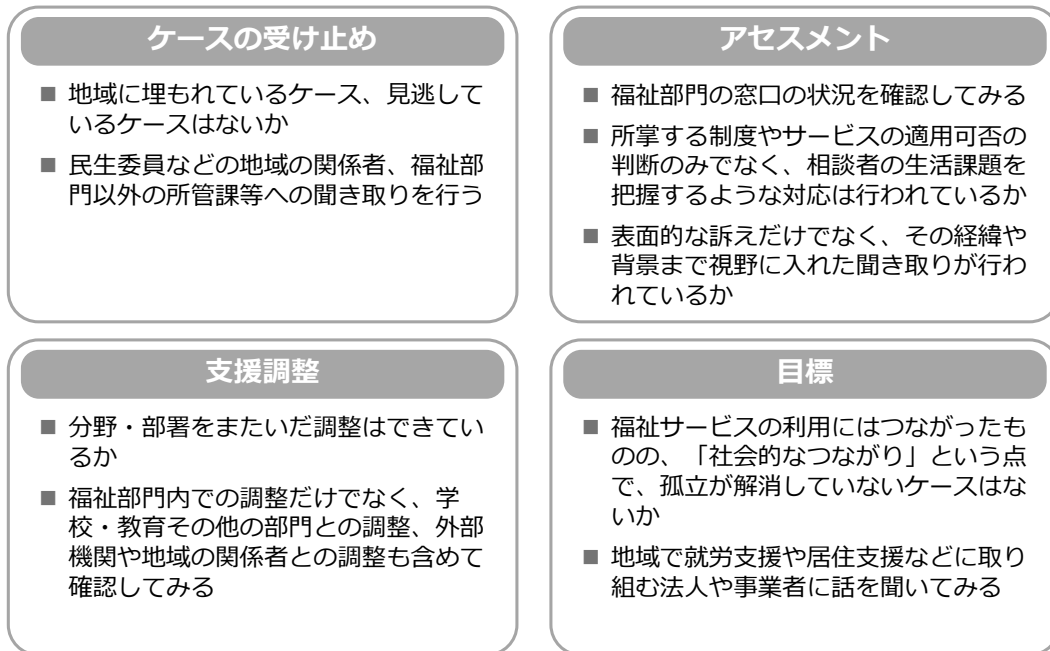 ケースの受け止め
■ 地域に埋もれているケース、見逃して
いるケースはないか
■ 民生委員などの地域の関係者、福祉部
門以外の所管課等への聞き取りを行う
アセスメント
■ 福祉部門の窓口の状況を確認してみる
■ 所掌する制度やサービスの適用可否の
判断のみでなく、相談者の生活課題を
把握するような対応は行われているか
■ 表面的な訴えだけでなく、その経緯や
背景まで視野に入れた聞き取りが行わ
れているか
支援調整
■ 分野・部署をまたいだ調整はできてい
るか
■ 福祉部門内での調整だけでなく、学
校・教育その他の部門との調整、外部
機関や地域の関係者との調整も含めて
確認してみる
目標
■ 福祉サービスの利用にはつながったも
のの、「社会的なつながり」という点
で、孤立が解消していないケースはな
いか
■ 地域で就労支援や居住支援などに取り
組む法人や事業者に話を聞いてみる